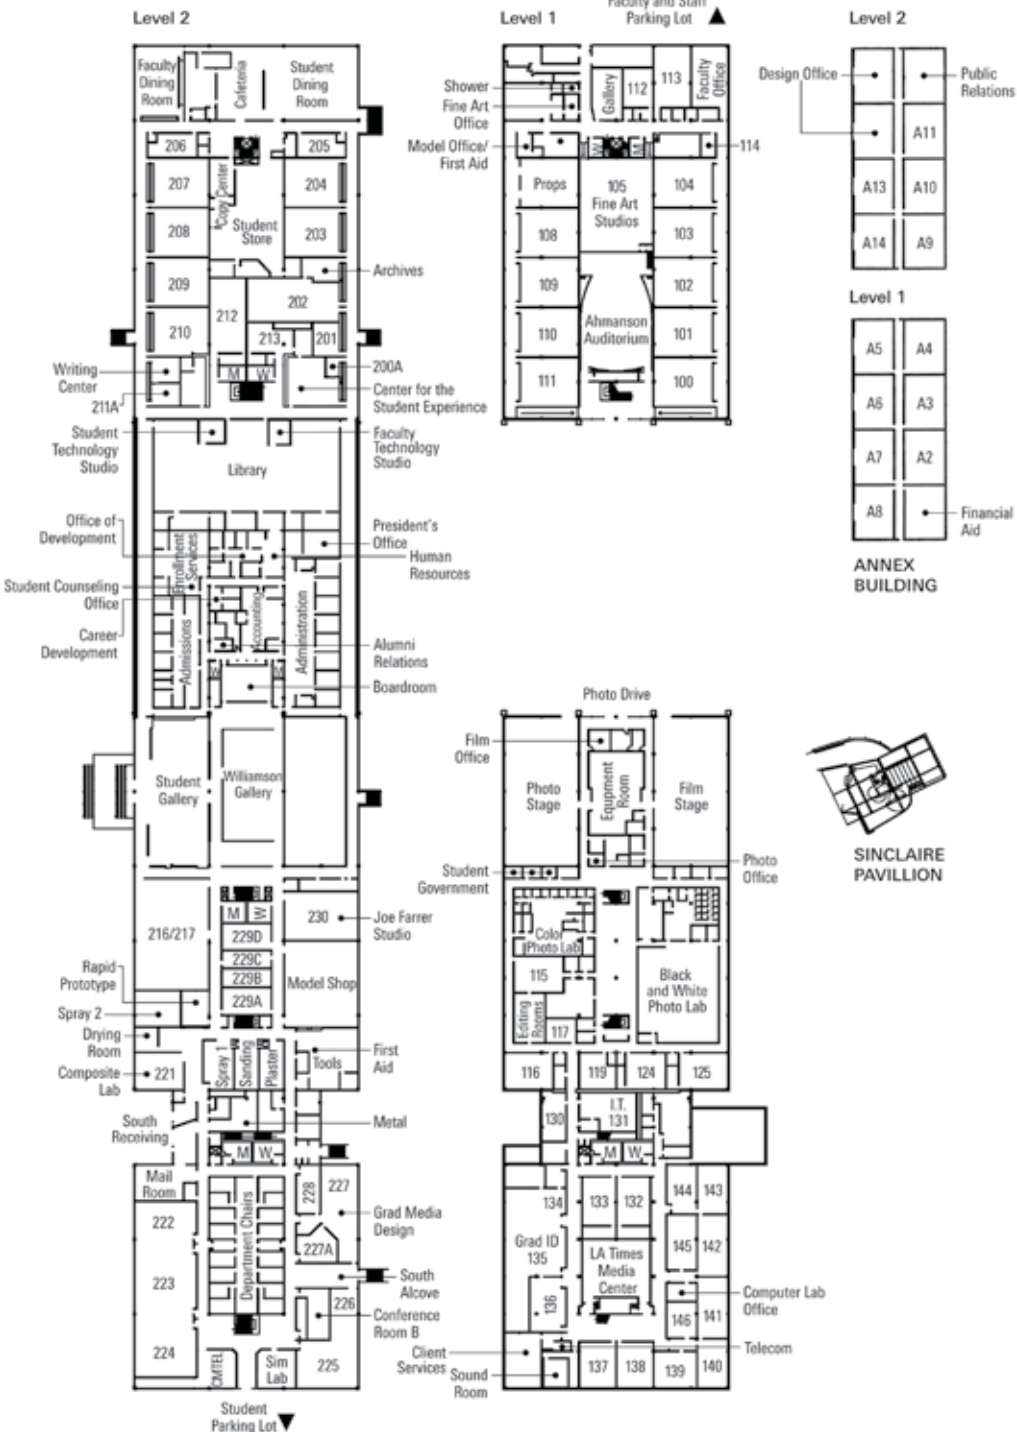 Level 2
Faculty
Dining
Room
Cafeteria
Student
Dining
Room
206
205
207
204
Copy Center
208
Student
Store
203
Archives
209
202
212
210
213
201
Writing
Center
M
W
200A
211A
Center for the
Student Experience
Student
Technology
Studio
Faculty
Technology
Studio
Library
Office of
Development
Enrollment
Services
President's
Office
Human
Resources
Student Counseling
Office
Career
Development
Admissions
Accounting
Administration
Alumni
Relations
W
M
Boardroom
Student
Gallery
Williamson
Gallery
M
W
230
Joe Farrer
Studio
216/217
229D
229C
229B
229A
Model Shop
Rapid
Prototype
Spray 2
Drying
Room
Composite
Lab
221
Spray 1
Sanding
Plaster
Tools
First
Aid
South
Receiving
Metal
M
W
Mail
Room
222
223
224
Department Chairs
228
227
Grad Media
Design
227A
South
Alcove
226
Conference
Room B
CMTEL
Sim
Lab
225
Student
Parking Lot
Level 1
Faculty and Staff
Parking Lot
Shower
Fine Art
Office
Gallery
112
113
Faculty
Office
Model Office/
First Aid
W
M
114
Props
105
Fine Art
Studios
104
108
103
109
102
110
Ahmanson
Auditorium
101
111
100
Photo Drive
Film
Office
Photo
Stage
Equpment
Room
Film
Stage
Student
Government
Photo
Office
Color
Photo Lab
115
Editing
Rooms
117
Black
and White
Photo Lab
116
119
124
125
130
I.T.
131
M
W
134
133
132
144
143
Grad ID
135
LA Times
Media
Center
145
142
136
Computer Lab
Office
146
141
Client
Services
Telecom
Sound
Room
137
138
139
140
Level 2
Design Office
Public
Relations
A11
A13
A10
A14
A9
Level 1
A5
A4
A6
A3
A7
A2
A8
Financial
Aid
ANNEX
BUILDING
SINCLAIRE
PAVILLION